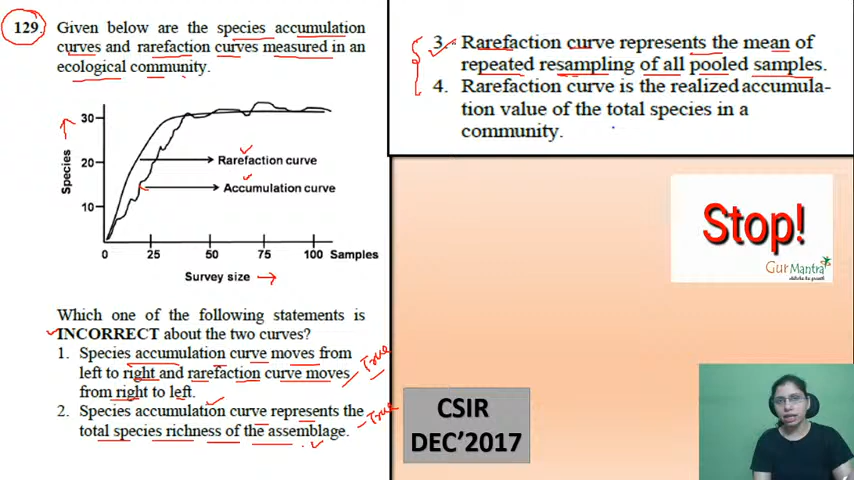 129. Given below are the species accumulation
curves and rarefaction curves measured in an
ecological community.
30
20
10
Species
Rarefaction curve
Accumulation curve
0 25 50 75 100 Samples
Survey size
Which one of the following statements is
INCORRECT about the two curves?
1. Species accumulation curve moves from
left to right and rarefaction curve moves
from right to left.
True
2. Species accumulation curve represents the
total species richness of the assemblage.
True
3. Rarefaction curve represents the mean of
repeated resampling of all pooled samples.
4. Rarefaction curve is the realized accumula-
tion value of the total species in a
community.
Stop!
GurMantra
CSIR
DEC'2017